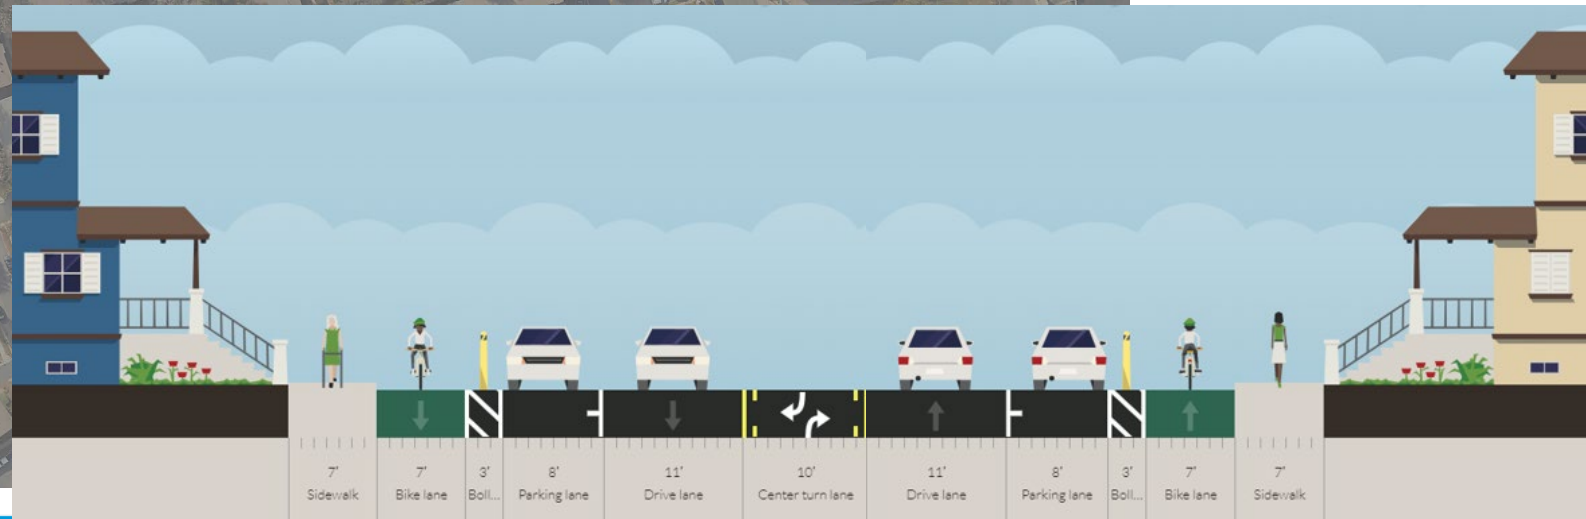 7' 7' 3' 8' 11' 10' 11' 8' 3' 7' 7'
Sidewalk Bike lane Boll... Parking lane Drive lane Center turn lane Drive lane Parking lane Boll... Bike lane Sidewalk